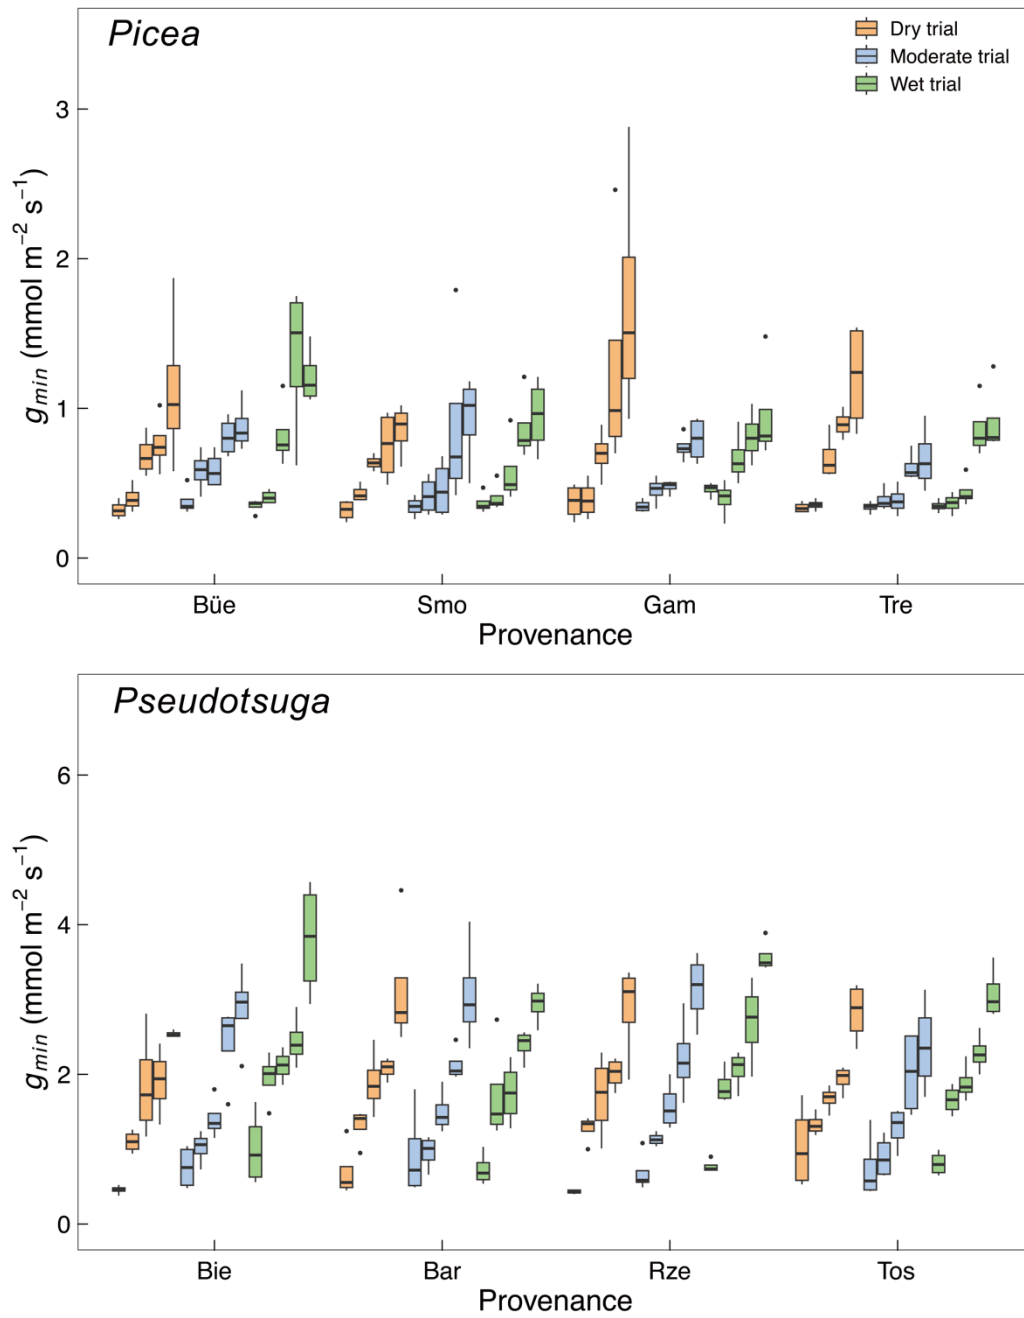 Picea
Dry trial
Moderate trial
Wet trial
3
2
1
0
gmin (mmol m−2 s−1)
Büe Smo Gam Tre
Provenance
Pseudotsuga
6
4
2
0
gmin (mmol m−2 s−1)
Bie Bar Rze Tos
Provenance